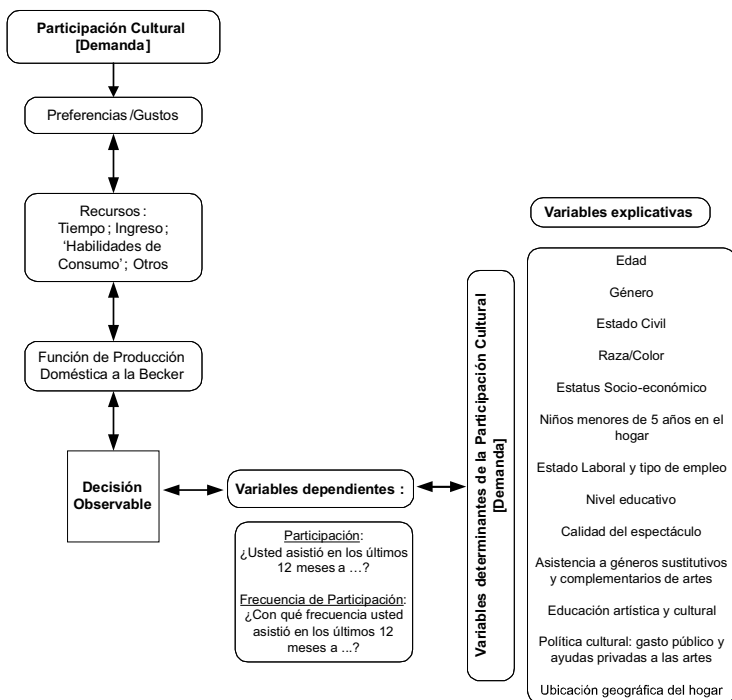 Participación Cultural
[Demanda]
Preferencias/Gustos
Recursos:
Tiempo; Ingreso;
‘Habilidades de
Consumo’; Otros
Función de Producción
Doméstica a la Becker
Decisión
Observable
Variables dependientes :
Participación:
¿Usted asistió en los últimos
12 meses a …?
Frecuencia de Participación:
¿Con qué frecuencia usted
asistió en los últimos 12
meses a ...?
Variables determinantes de la Participación Cultural
[Demanda]
Variables explicativas
Edad
Género
Estado Civil
Raza/Color
Estatus Socio-económico
Niños menores de 5 años en el
hogar
Estado Laboral y tipo de empleo
Nivel educativo
Calidad del espectáculo
Asistencia a géneros sustitutivos
y complementarios de artes
Educación artística y cultural
Política cultural: gasto público y
ayudas privadas a las artes
Ubicación geográfica del hogar